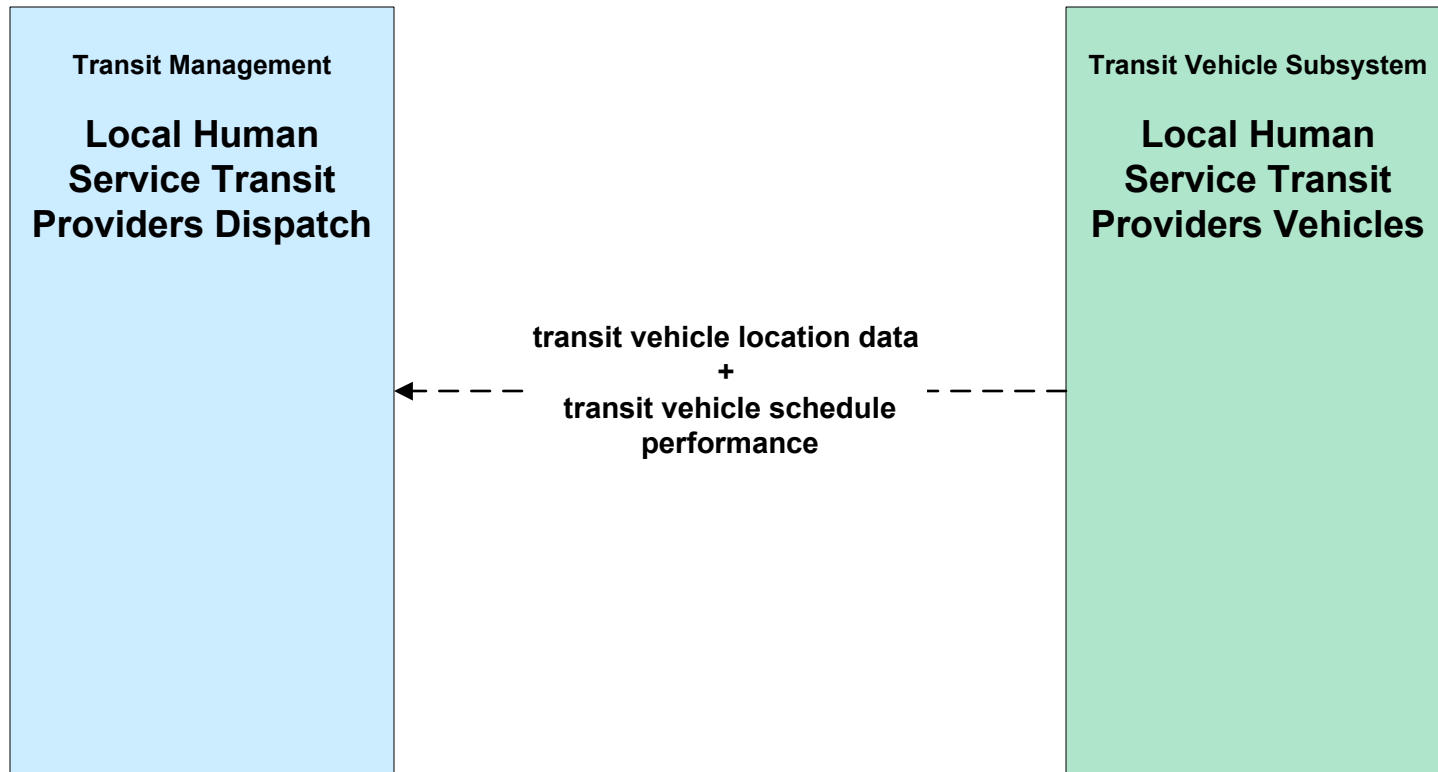 Transit Management
Local Human
Service Transit
Providers Dispatch
transit vehicle location data
+
transit vehicle schedule
performance
Transit Vehicle Subsystem
Local Human
Service Transit
Providers Vehicles